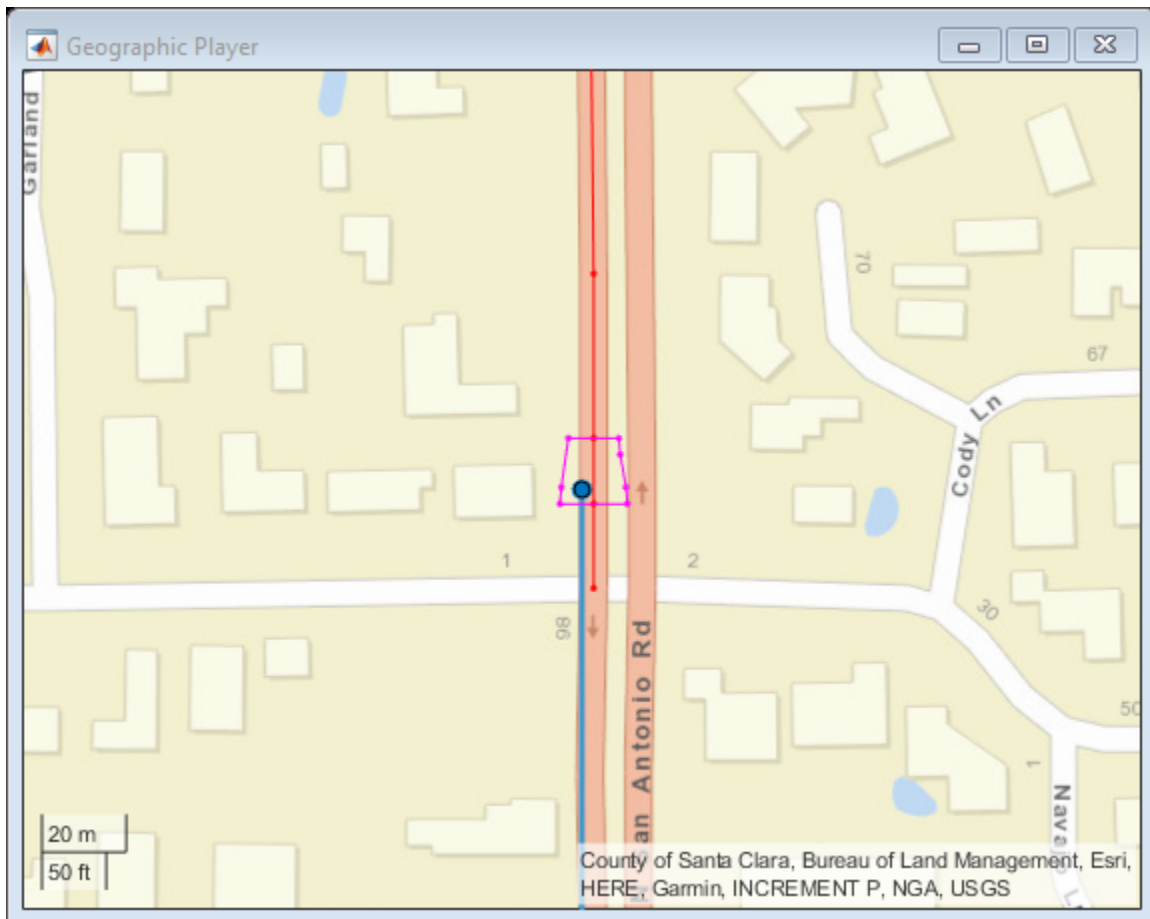 Geographic Player
Garland
70
67
Cody Ln
1
2
98
30
San Antonio Rd
50
1
Navajo L
20 m
50 ft
County of Santa Clara, Bureau of Land Management, Esri,
HERE, Garmin, INCREMENT P, NGA, USGS